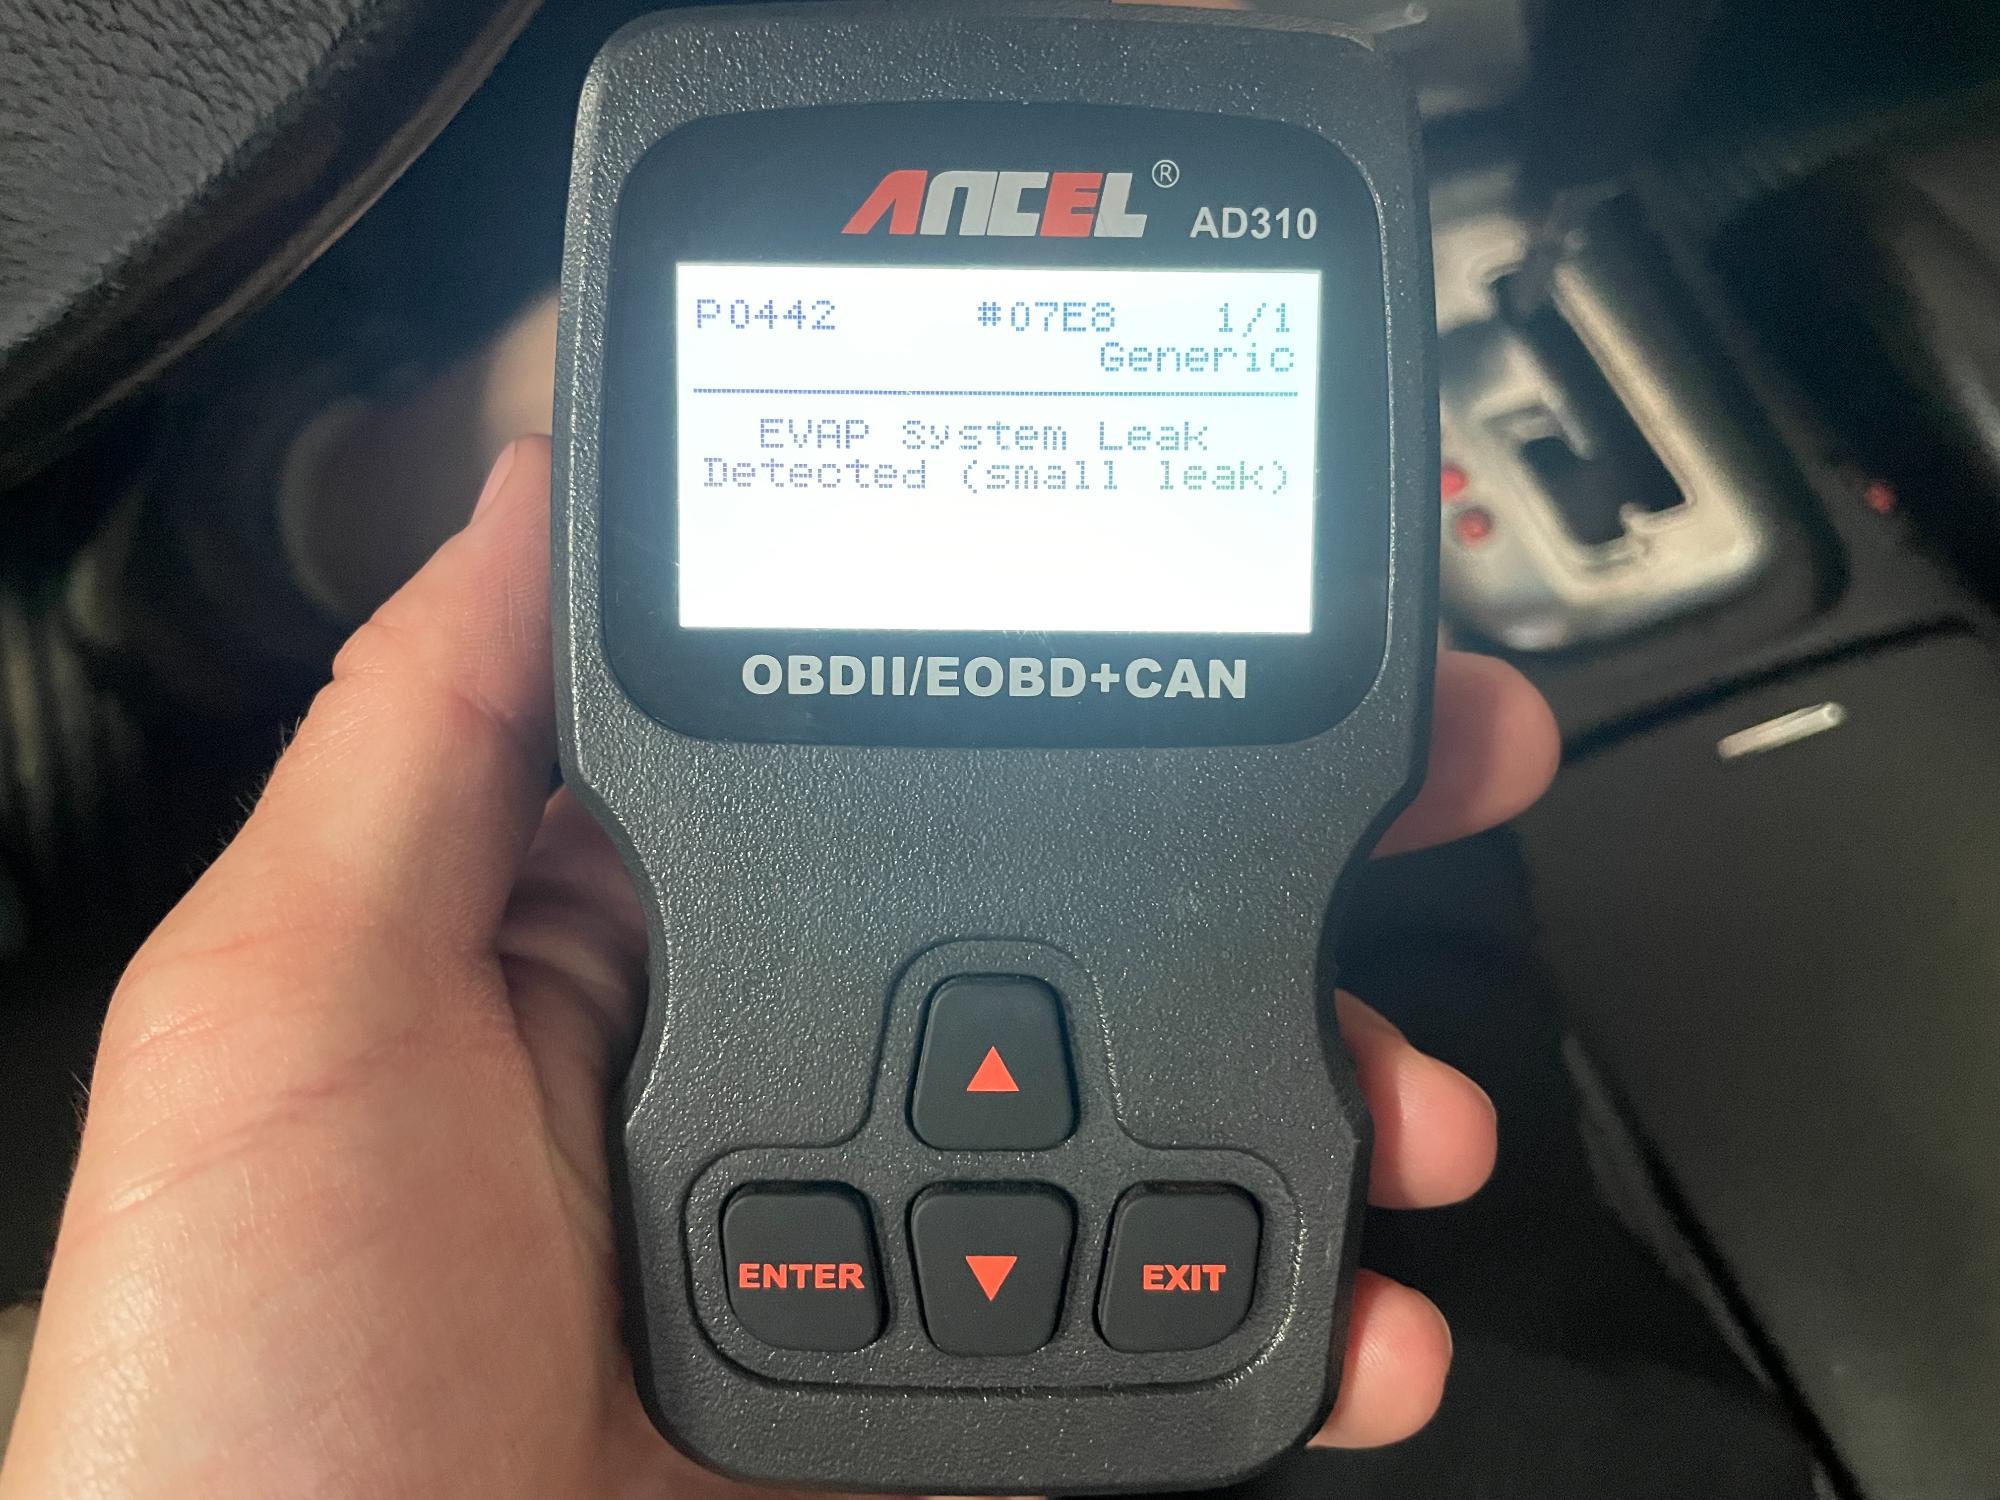 ANCEL® AD310
P0442 #07E8 1/1
Generic
EVAP System Leak
Detected (small leak)
OBDII/EOBD+CAN
ENTER
EXIT